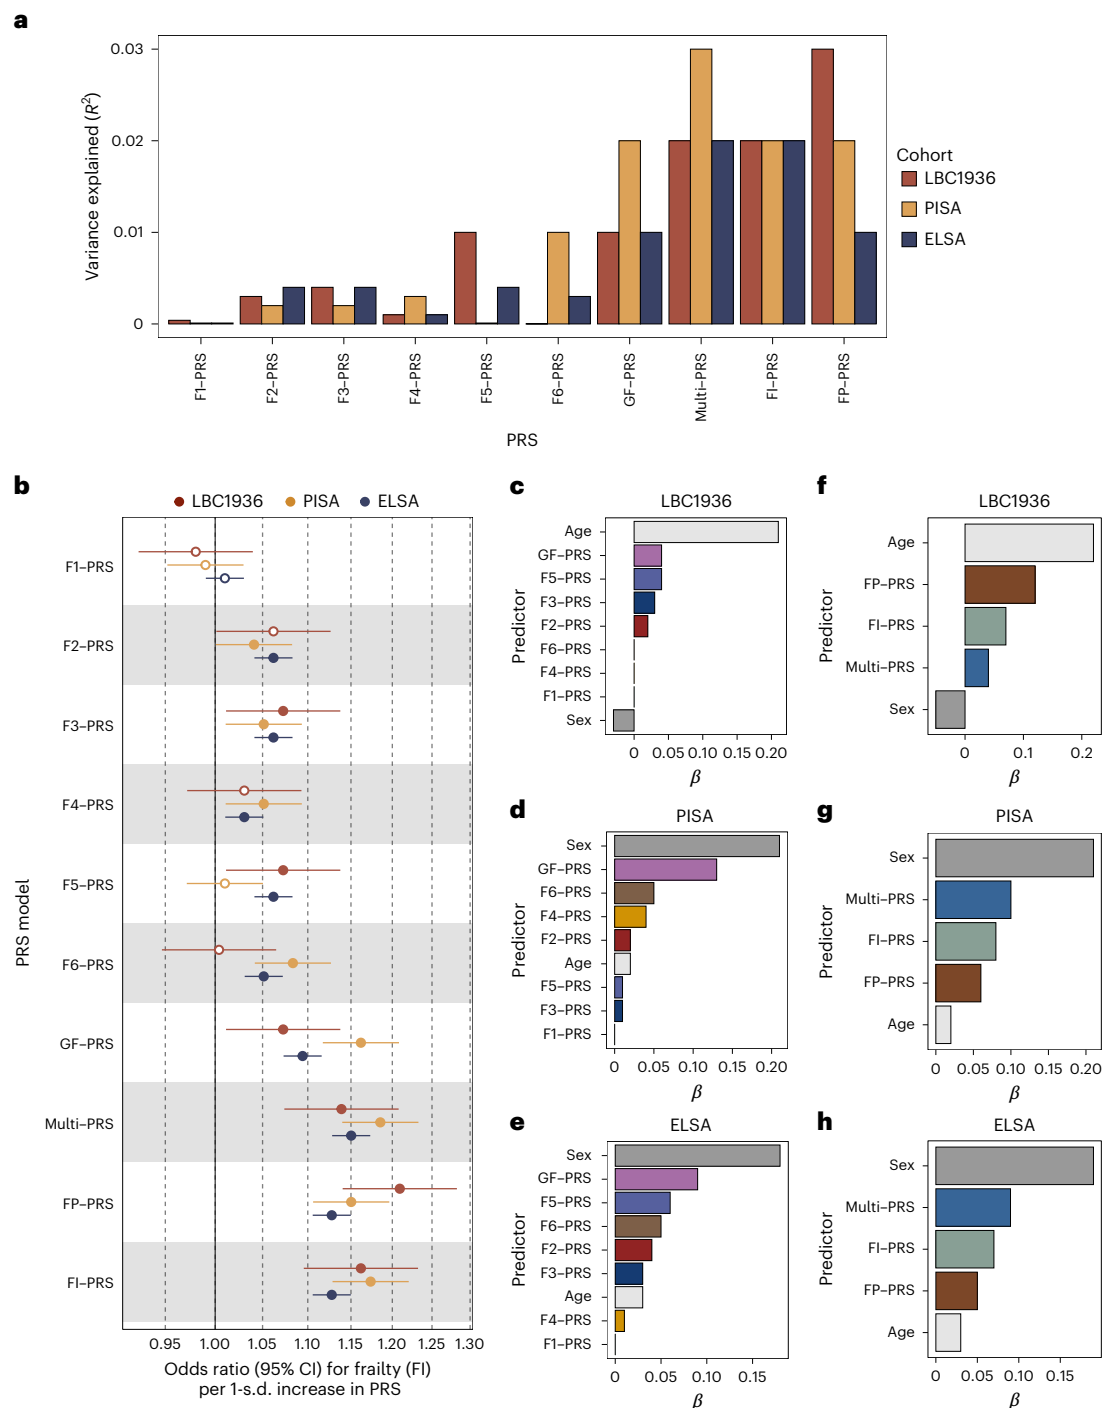 a
Variance explained (R²)
0.03
0.02
0.01
0
F1–PRS
F2–PRS
F3–PRS
F4–PRS
F5–PRS
F6–PRS
GF–PRS
Multi–PRS
FI–PRS
FP–PRS
PRS
Cohort
LBC1936
PISA
ELSA
b
LBC1936 PISA ELSA
PRS model
F1–PRS
F2–PRS
F3–PRS
F4–PRS
F5–PRS
F6–PRS
GF–PRS
Multi–PRS
FP–PRS
FI–PRS
0.95 1.00 1.05 1.10 1.15 1.20 1.25 1.30
Odds ratio (95% CI) for frailty (FI)
per 1-s.d. increase in PRS
c
LBC1936
Predictor
Age
GF–PRS
F5–PRS
F3–PRS
F2–PRS
F6–PRS
F4–PRS
F1–PRS
Sex
0 0.05 0.10 0.15 0.20
β
f
LBC1936
Predictor
Age
FP–PRS
FI–PRS
Multi–PRS
Sex
0 0.1 0.2
β
d
PISA
Predictor
Sex
GF–PRS
F6–PRS
F4–PRS
F2–PRS
Age
F5–PRS
F3–PRS
F1–PRS
0 0.05 0.10 0.15 0.20
β
g
PISA
Predictor
Sex
Multi–PRS
FI–PRS
FP–PRS
Age
0 0.05 0.10 0.15 0.20
β
e
ELSA
Predictor
Sex
GF–PRS
F5–PRS
F6–PRS
F2–PRS
F3–PRS
Age
F4–PRS
F1–PRS
0 0.05 0.10 0.15
β
h
ELSA
Predictor
Sex
Multi–PRS
FI–PRS
FP–PRS
Age
0 0.05 0.10 0.15
β